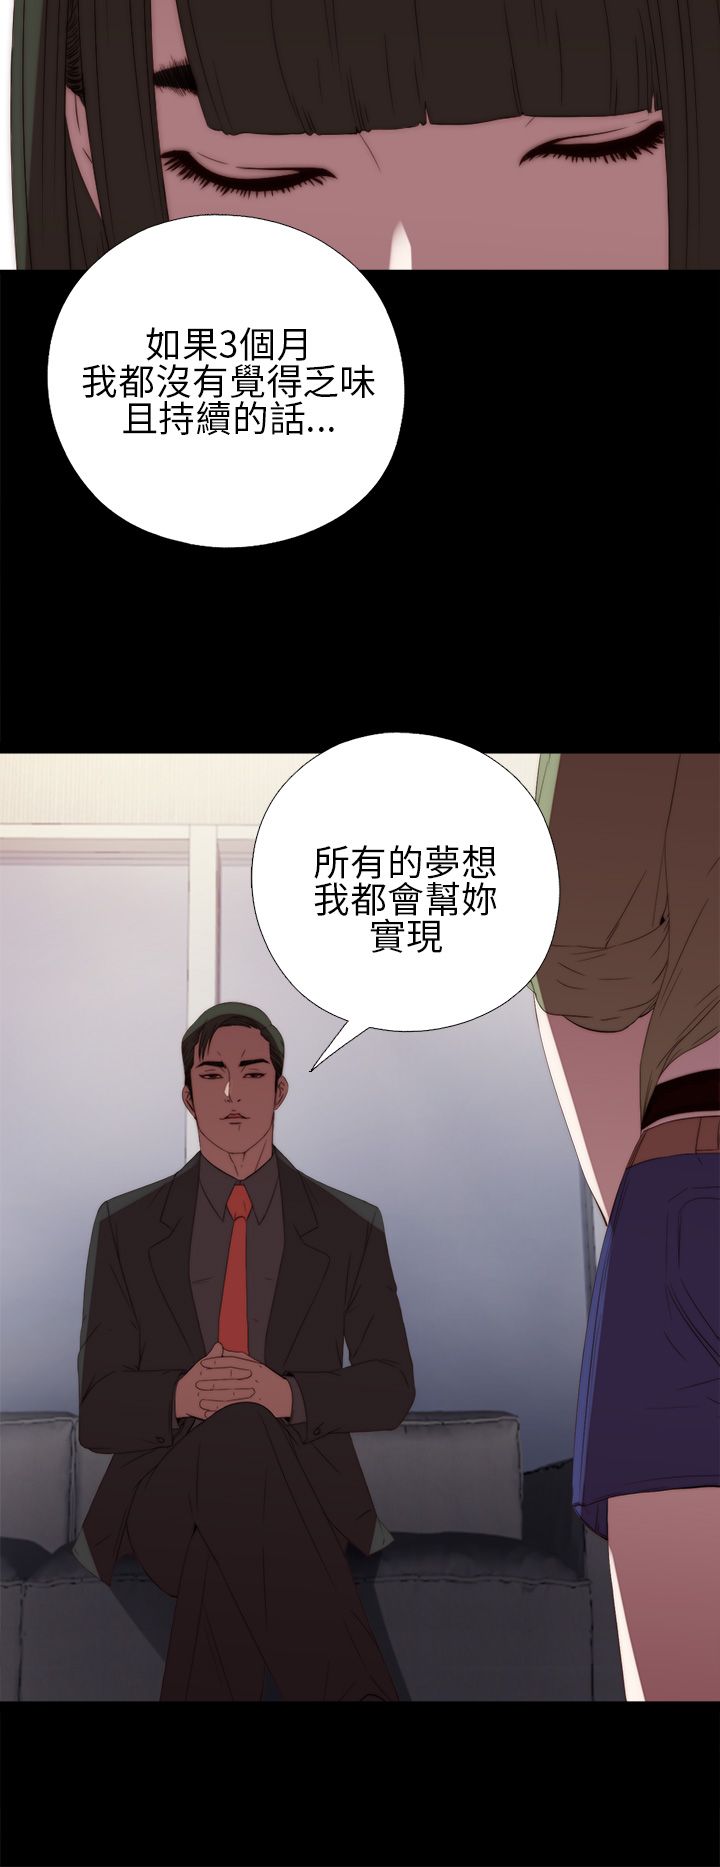 如果3個月
我都沒有覺得乏味
且持續的話...
所有的夢想
我都會幫妳
實現